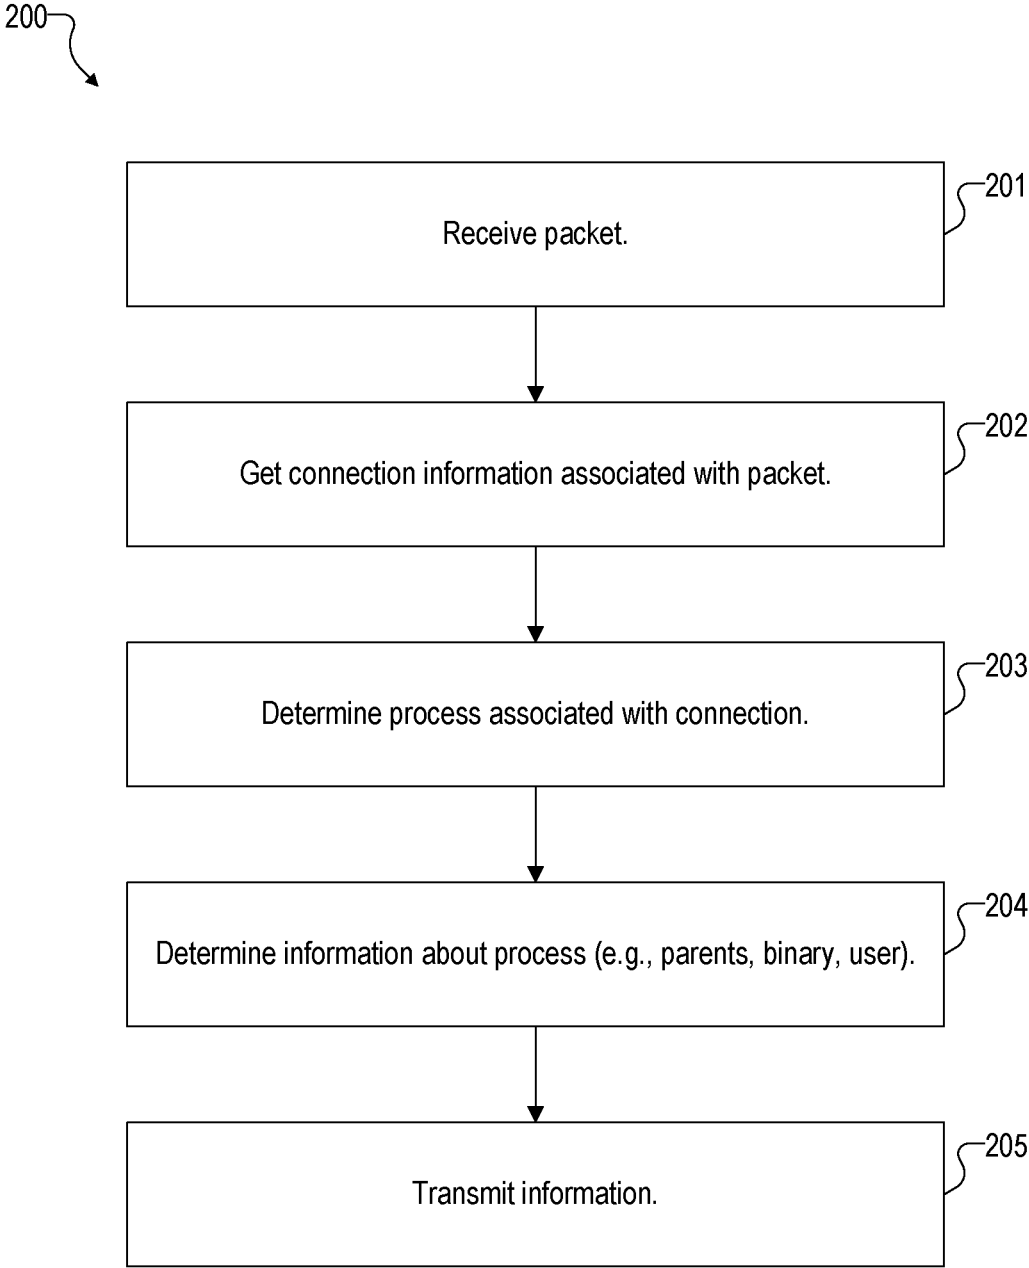 200
201
Receive packet.
202
Get connection information associated with packet.
203
Determine process associated with connection.
204
Determine information about process (e.g., parents, binary, user).
205
Transmit information.